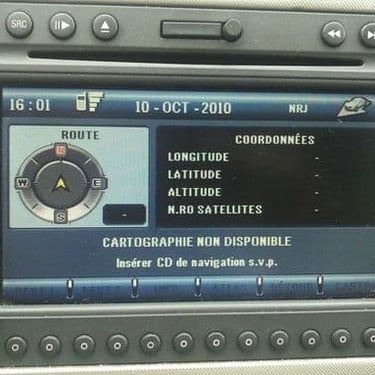 SRC
16:01 10 - OCT - 2010 NRJ
ROUTE
N
W E
S
-
COORDONNÉES
LONGITUDE -
LATITUDE -
ALTITUDE -
N.RO SATELLITES -
CARTOGRAPHIE NON DISPONIBLE
Insérer CD de navigation s.v.p.